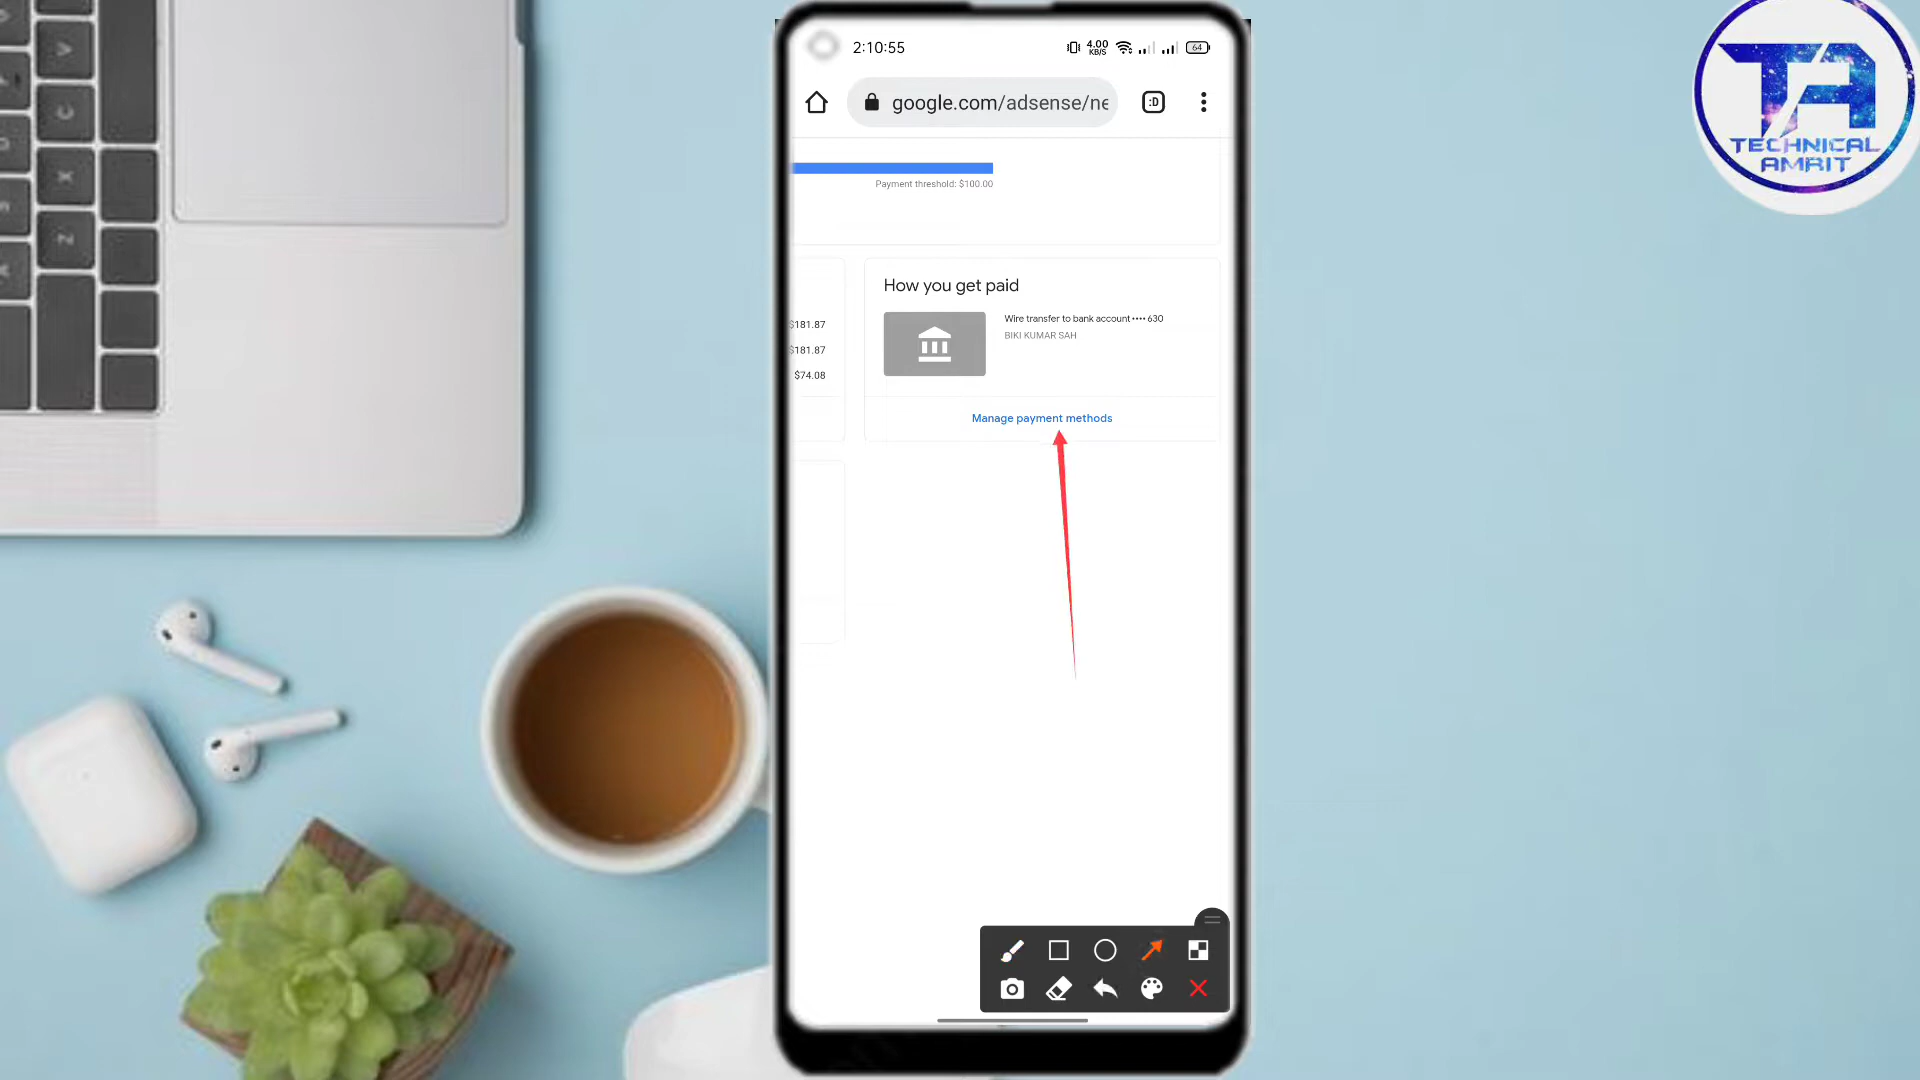 2:10:55
4.00
KB/S
64
google.com/adsense/ne
:D
Payment threshold: $100.00
How you get paid
Wire transfer to bank account •••• 630
BIKI KUMAR SAH
$181.87
$181.87
$74.08
Manage payment methods
TA
TECHNICAL
AMRIT
V
C
X
Z